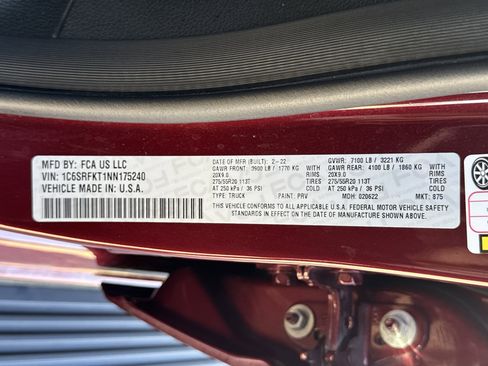 MFD BY: FCA US LLC
VIN: 1C6SRFKT1NN175240
VEHICLE MADE IN U.S.A.
DATE OF MFR (BUILT): 2-22 GVWR: 7100 LB / 3221 KG
GAWR FRONT: 3900 LB / 1770 KG GAWR REAR: 4100 LB / 1860 KG
20X9.0 RIMS 20X9.0 RIMS
275/55R20 113T TIRES 275/55R20 113T TIRES
AT 250 kPa / 36 PSI COLD AT 250 kPa / 36 PSI COLD
TYPE: TRUCK PAINT: PRV MDH: 020622 MKT: 875
THIS VEHICLE CONFORMS TO ALL APPLICABLE U.S.A. FEDERAL MOTOR VEHICLE SAFETY
STANDARDS IN EFFECT ON THE DATE OF MANUFACTURE SHOWN ABOVE.